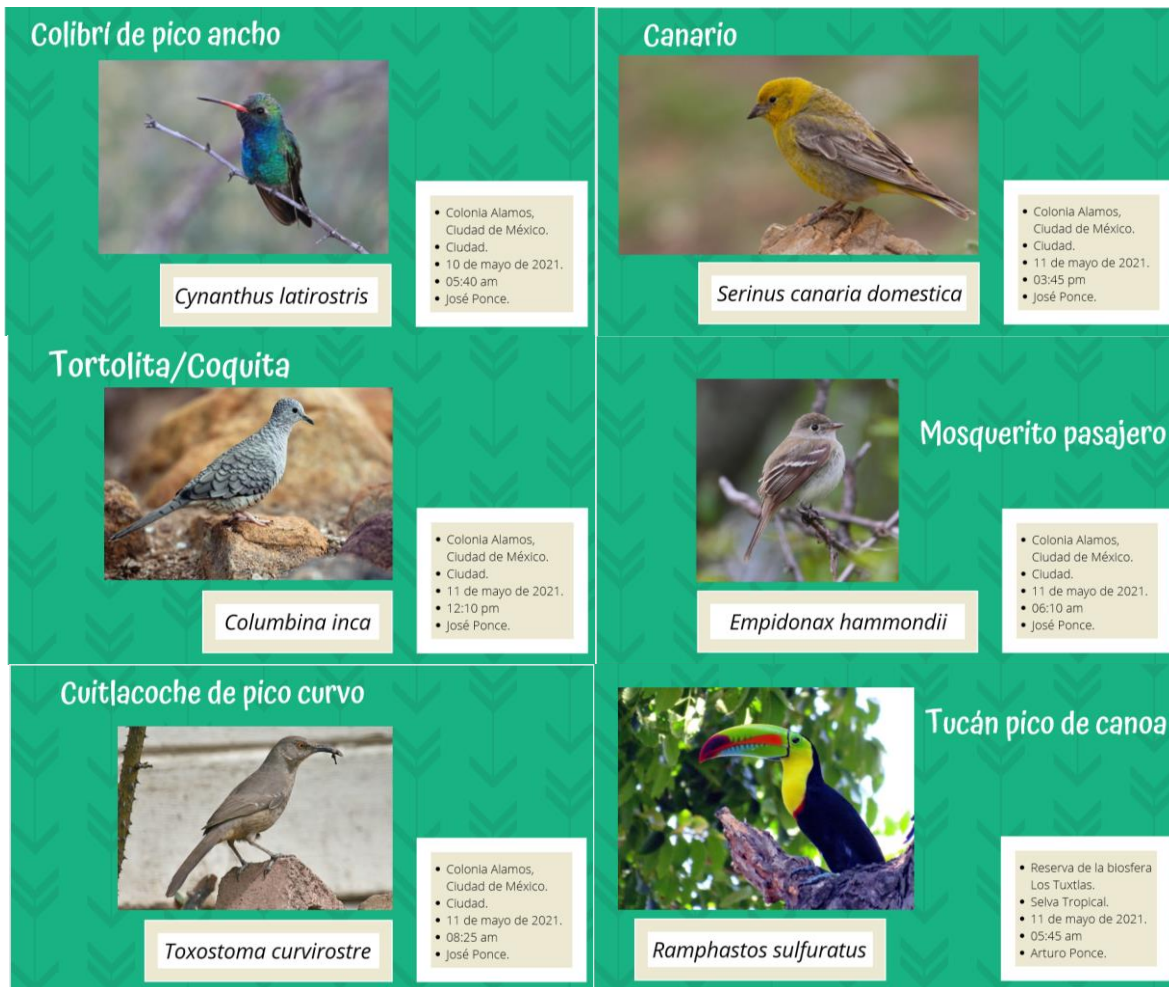 Colibrí de pico ancho
• Colonia Alamos,
Ciudad de México.
• Ciudad.
• 10 de mayo de 2021.
• 05:40 am
• José Ponce.
Cynanthus latirostris
Canario
• Colonia Alamos,
Ciudad de México.
• Ciudad.
• 11 de mayo de 2021.
• 03:45 pm
• José Ponce.
Serinus canaria domestica
Tortolita/Coquita
• Colonia Alamos,
Ciudad de México.
• Ciudad.
• 11 de mayo de 2021.
• 12:10 pm
• José Ponce.
Columbina inca
Mosquerito pasajero
• Colonia Alamos,
Ciudad de México.
• Ciudad.
• 11 de mayo de 2021.
• 06:10 am
• José Ponce.
Empidonax hammondii
Cuitlacoche de pico curvo
• Colonia Alamos,
Ciudad de México.
• Ciudad.
• 11 de mayo de 2021.
• 08:25 am
• José Ponce.
Toxostoma curvirostre
Tucán pico de canoa
• Reserva de la biosfera
Los Tuxtlas.
• Selva Tropical.
• 11 de mayo de 2021.
• 05:45 am
• Arturo Ponce.
Ramphastos sulfuratus